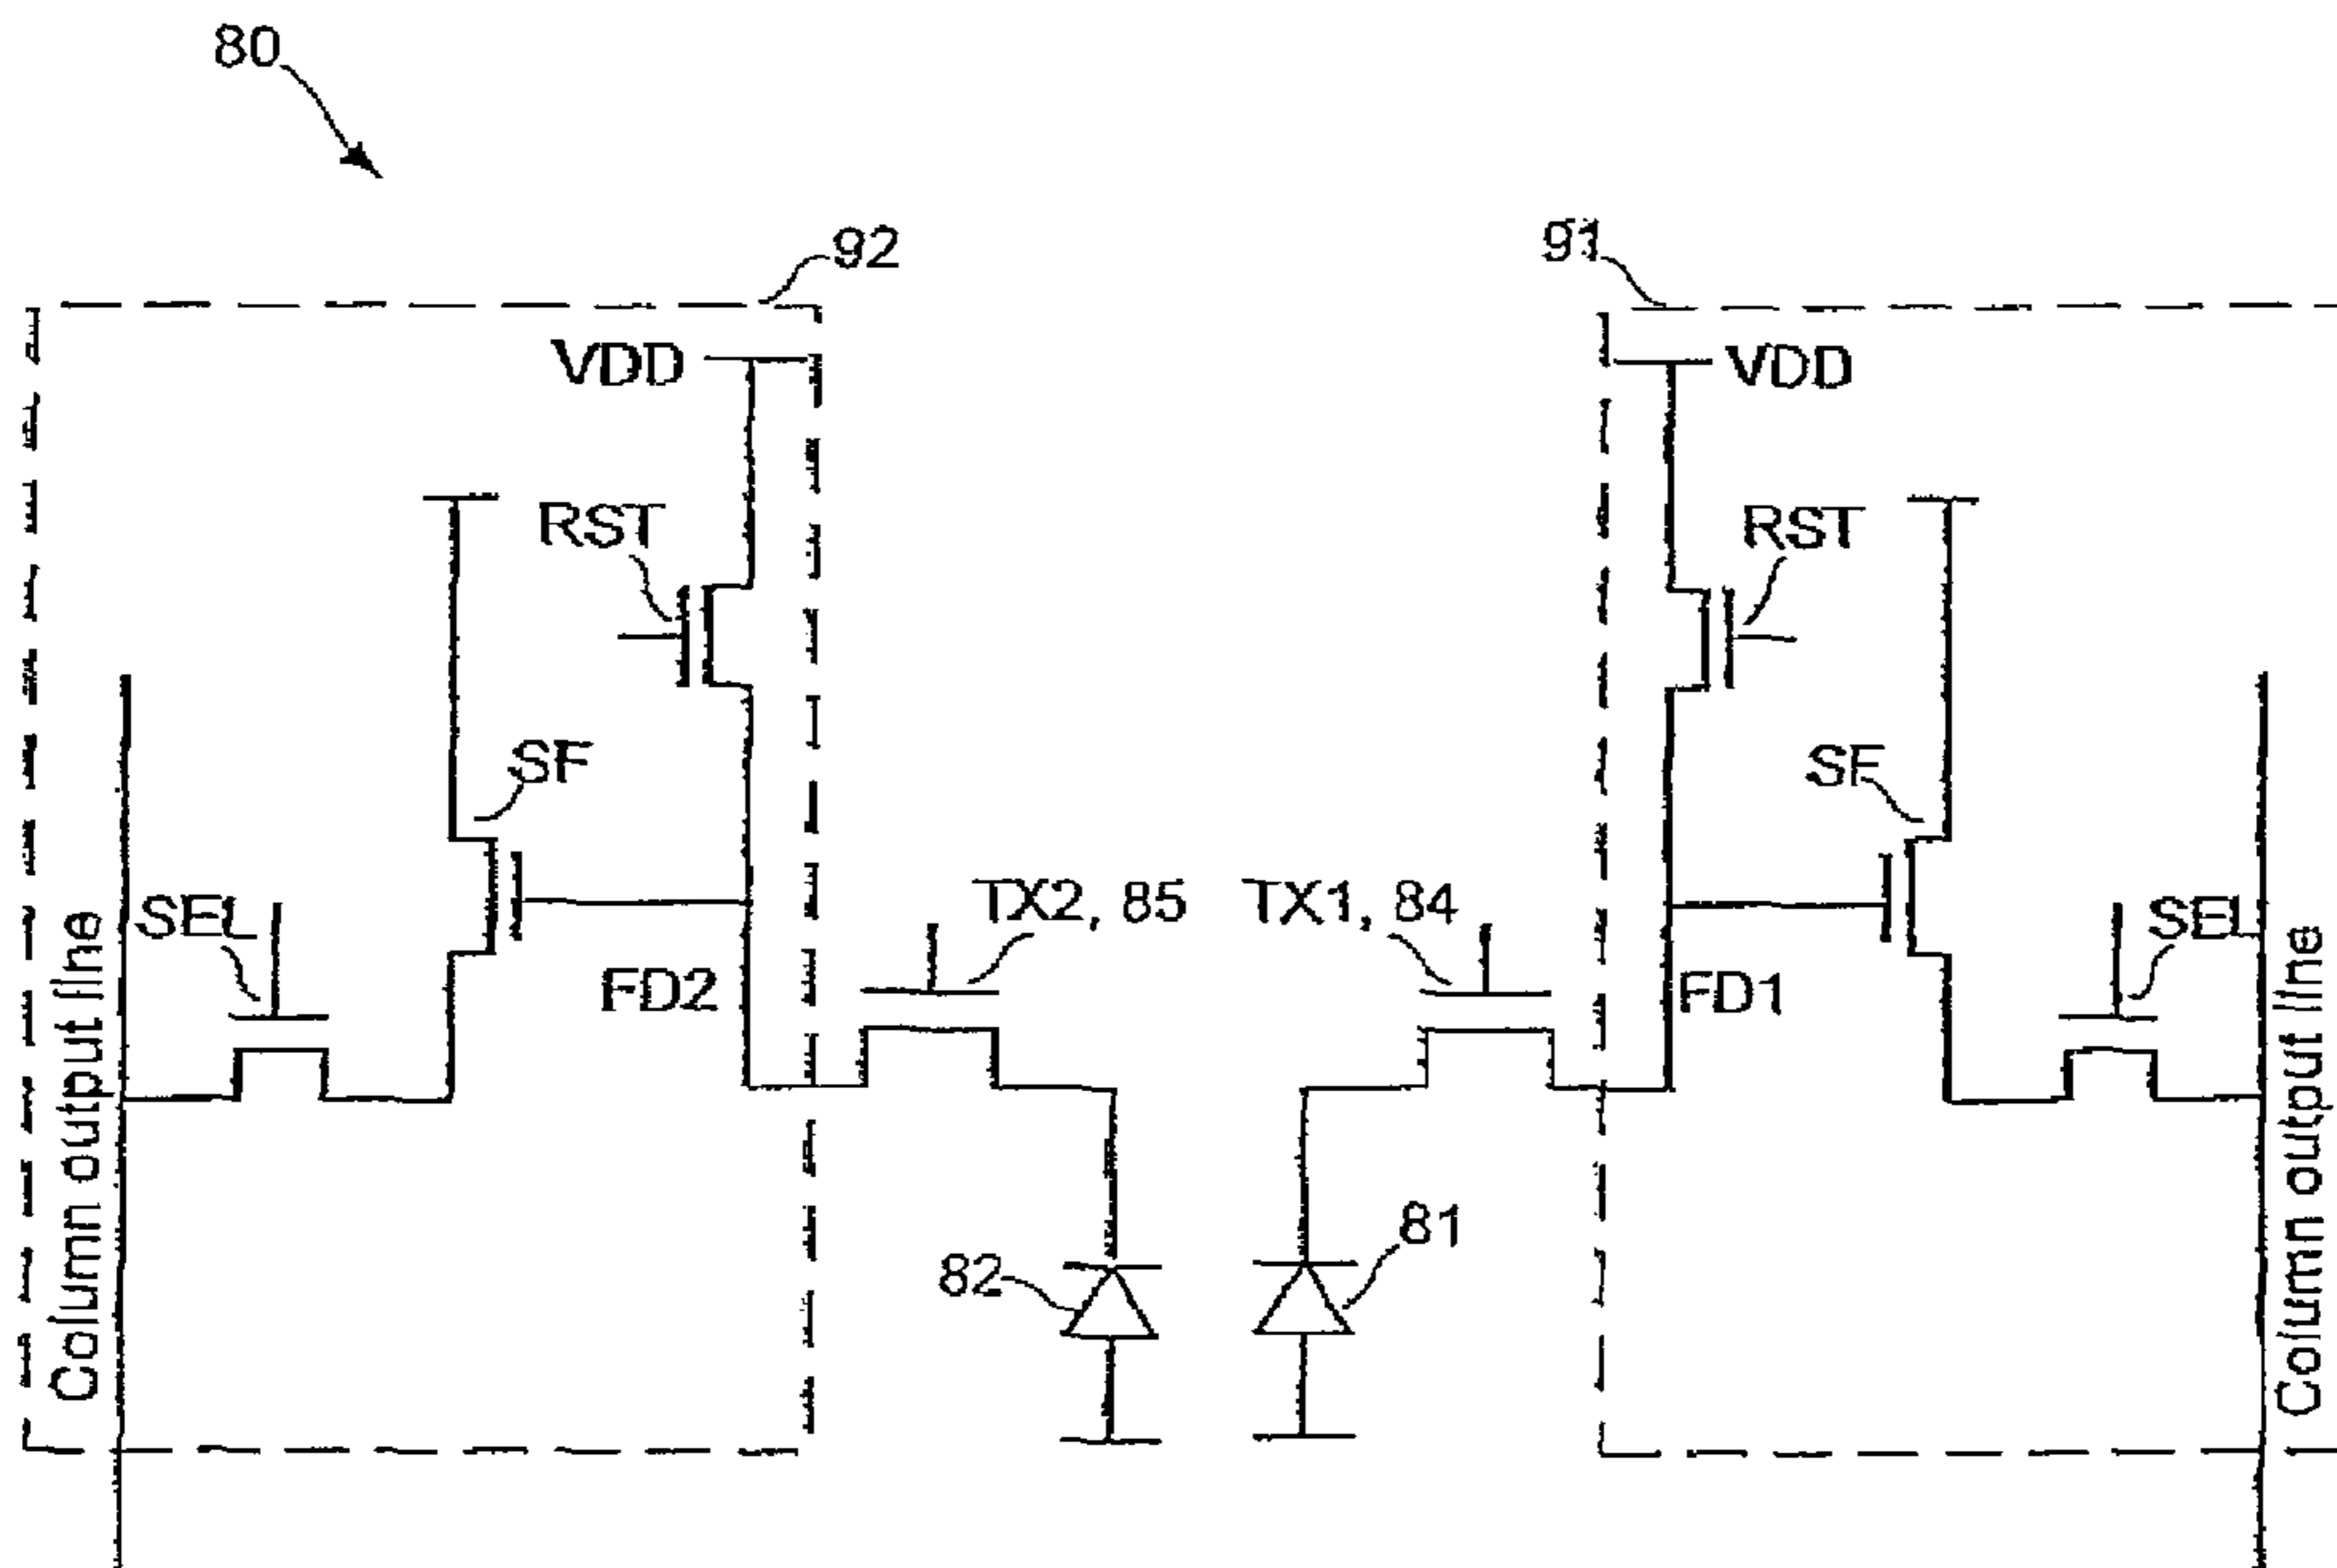 80
92
91
VDD
VDD
RST
RST
SF
SF
SEL
TX2, 85
TX1, 84
SEL
FD2
FD1
Column output line
Column output line
82
81